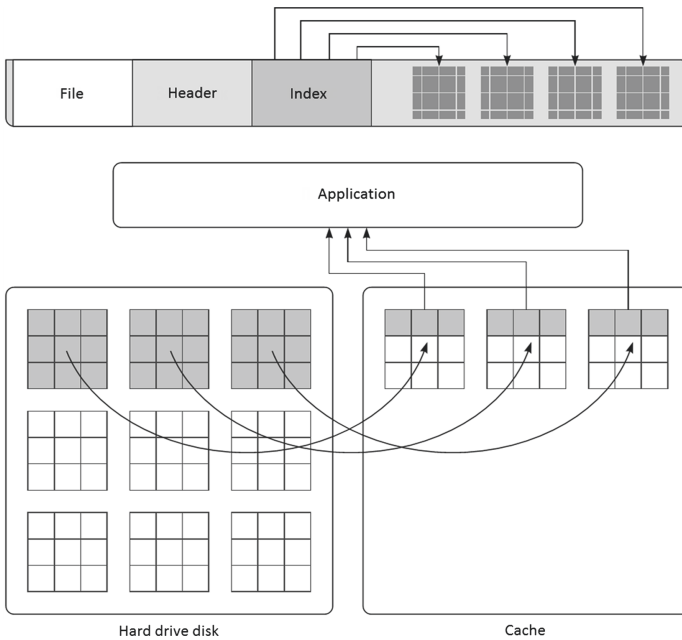 File
Header
Index
Application
Hard drive disk
Cache